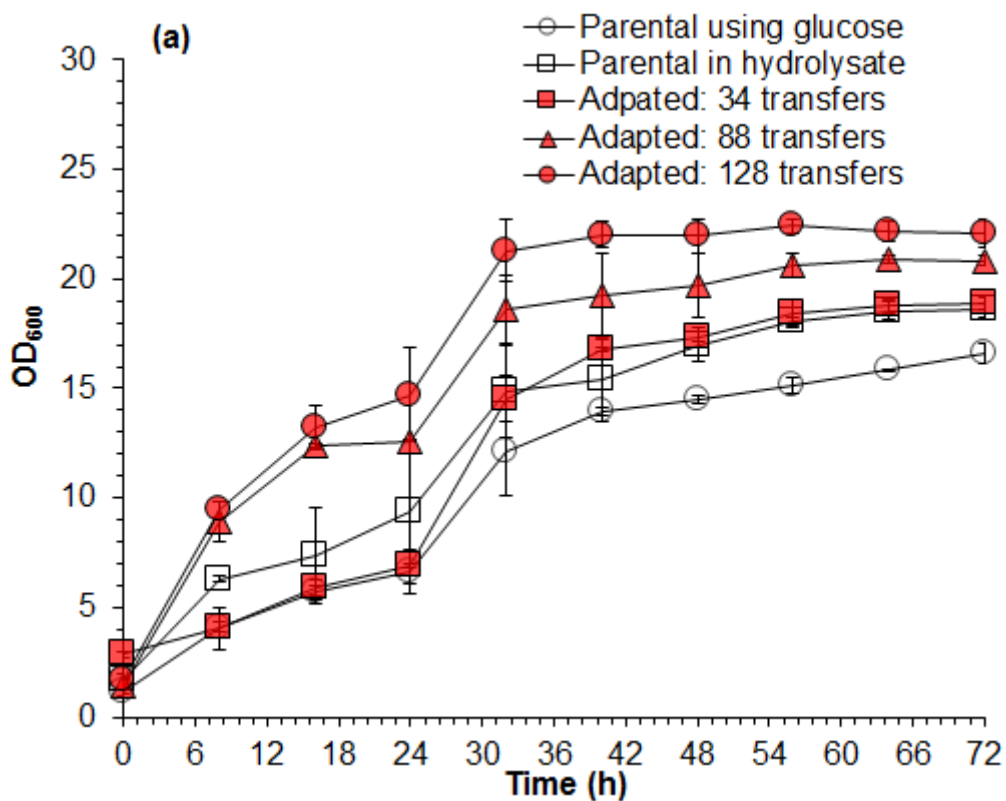 (a)
Parental using glucose
Parental in hydrolysate
Adpated: 34 transfers
Adapted: 88 transfers
Adapted: 128 transfers
30
25
20
15
10
5
0
OD600
0 6 12 18 24 30 36 42 48 54 60 66 72
Time (h)